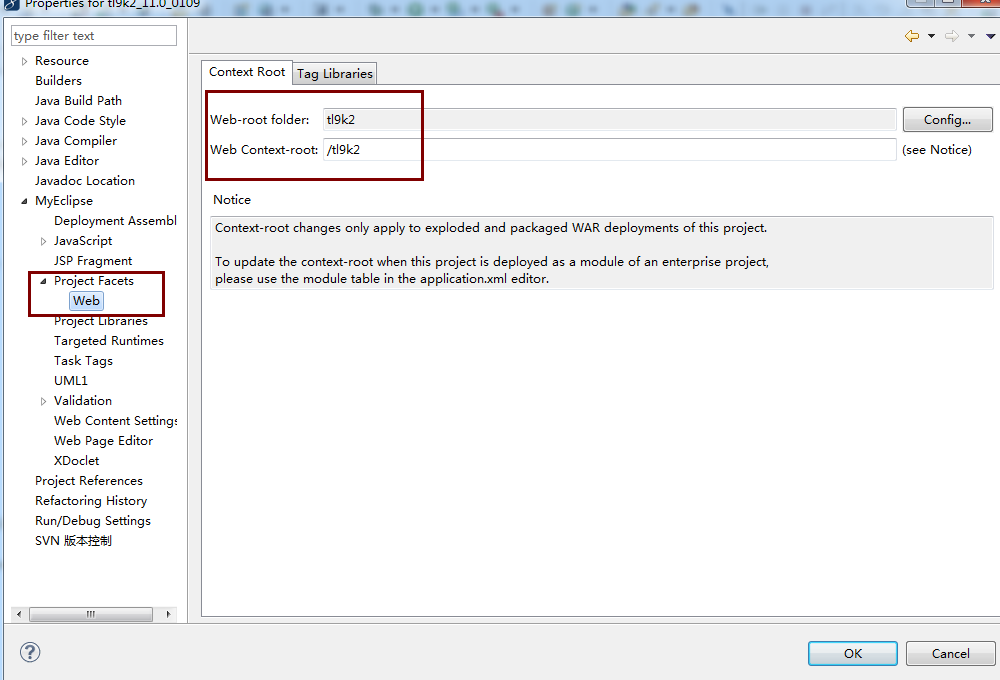 Properties for tl9k2_11.0_0109
type filter text
Resource
Builders
Java Build Path
Java Code Style
Java Compiler
Java Editor
Javadoc Location
MyEclipse
Deployment Assembl
JavaScript
JSP Fragment
Project Facets
Web
Project Libraries
Targeted Runtimes
Task Tags
UML1
Validation
Web Content Settings
Web Page Editor
XDoclet
Project References
Refactoring History
Run/Debug Settings
SVN 版本控制
Context Root
Tag Libraries
Web-root folder:
tl9k2
Config...
Web Context-root:
/tl9k2
(see Notice)
Notice
Context-root changes only apply to exploded and packaged WAR deployments of this project.
To update the context-root when this project is deployed as a module of an enterprise project,
please use the module table in the application.xml editor.
OK
Cancel